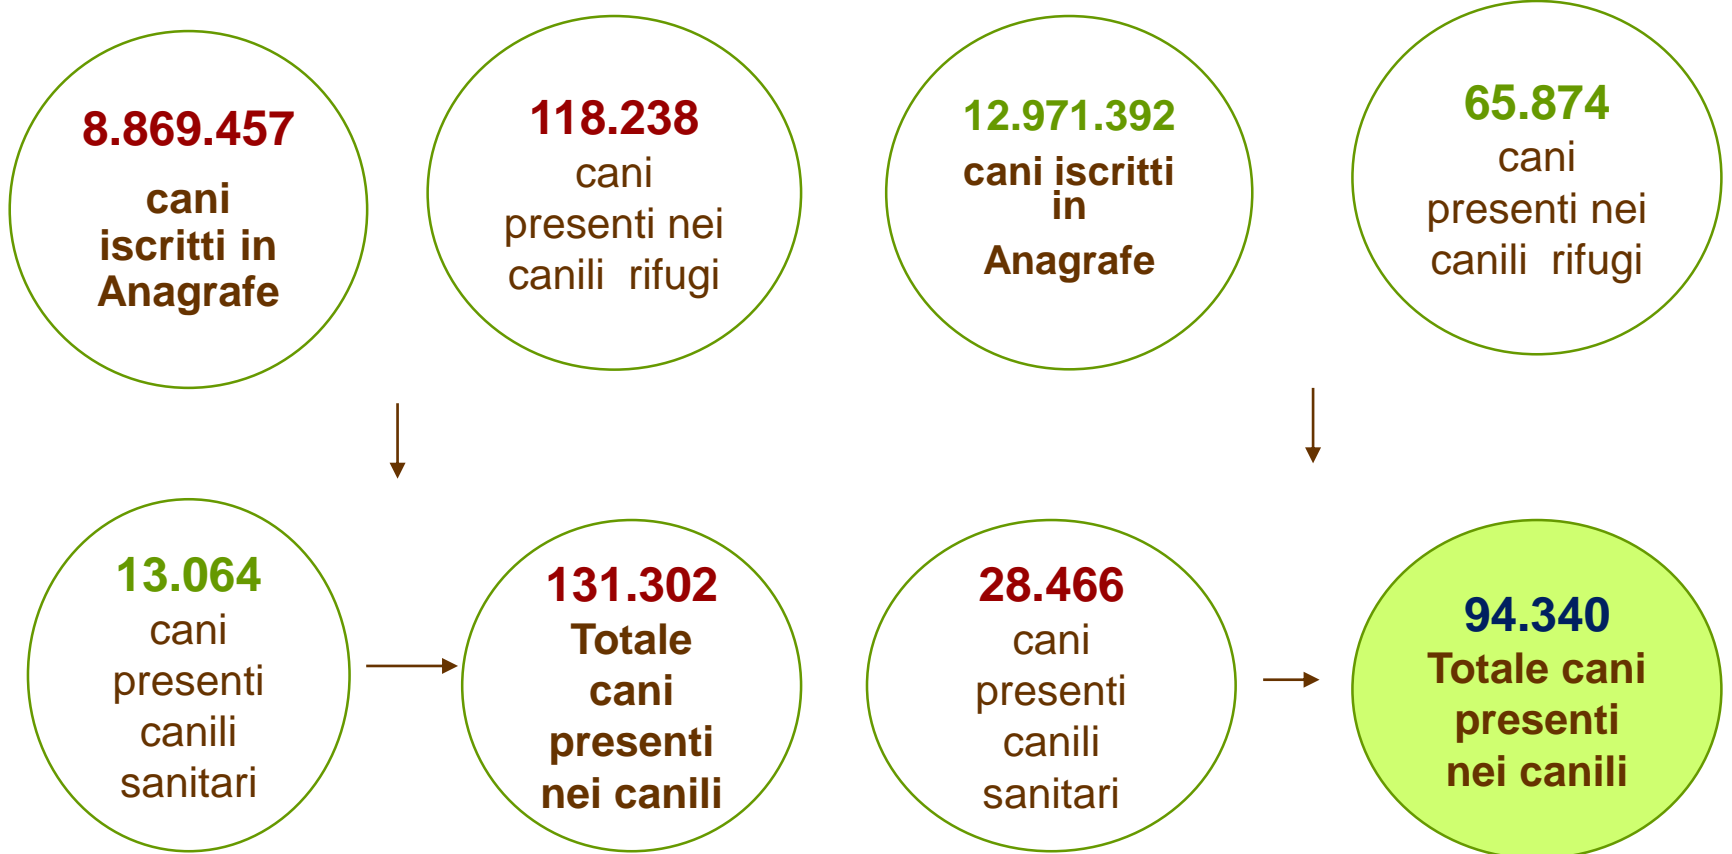 8.869.457
cani
iscritti in
Anagrafe
118.238
cani
presenti nei
canili rifugi
12.971.392
cani iscritti
in
Anagrafe
65.874
cani
presenti nei
canili rifugi
13.064
cani
presenti
canili
sanitari
131.302
Totale
cani
presenti
nei canili
28.466
cani
presenti
canili
sanitari
94.340
Totale cani
presenti
nei canili